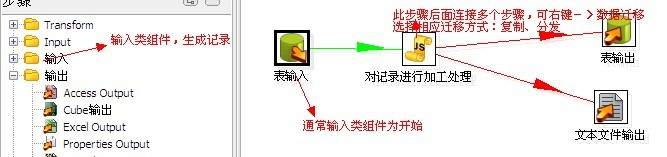 步骤
Transform
Input
输入
输出
Access Output
Cube输出
Excel Output
Properties Output
输入类组件，生成记录
此步骤后面连接多个步骤，可右键-->数据迁移
选择相应迁移方式：复制、分发
JS
表输入
对记录进行加工处理
表输出
通常输入类组件为开始
文本文件输出